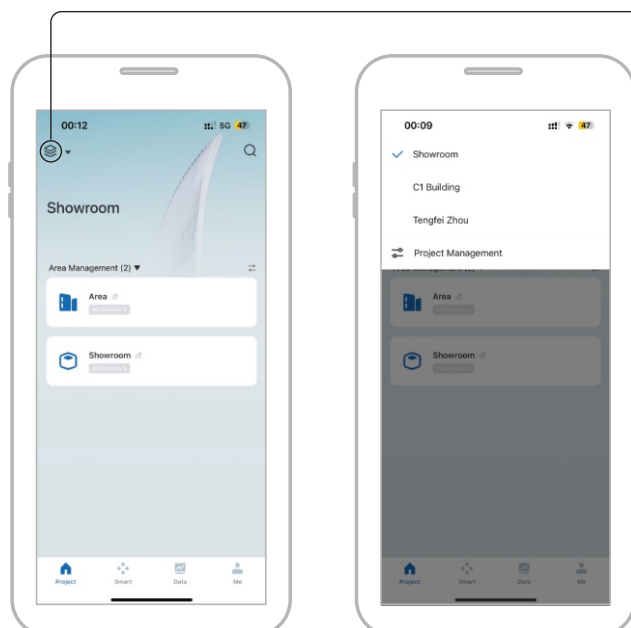 00:12
5G 47
Showroom
Area Management (2) ▼
Area
Showroom
Project
Smart
Data
Me
00:09
47
Showroom
C1 Building
Tengfei Zhou
Project Management
Area
Showroom
Project
Smart
Data
Me